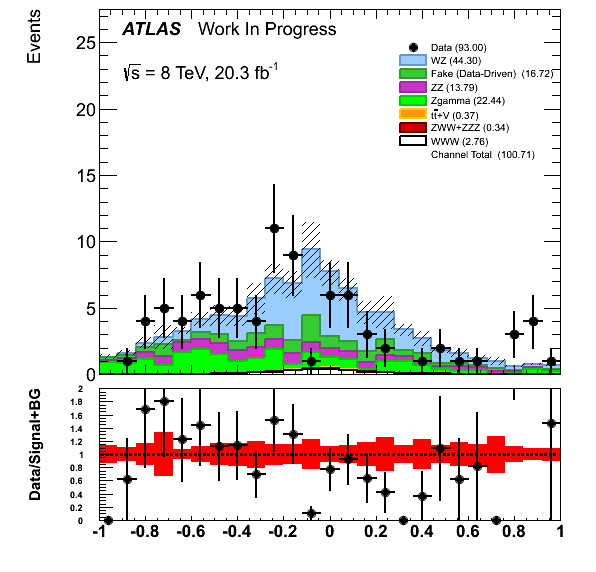 Events
ATLAS Work In Progress
√s = 8 TeV, 20.3 fb⁻¹
Data (93.00)
WZ (44.30)
Fake (Data-Driven) (16.72)
ZZ (13.79)
Zgamma (22.44)
tt̄+V (0.37)
ZWW+ZZZ (0.34)
WWW (2.76)
Channel Total (100.71)
25
20
15
10
5
0
Data/Signal+BG
2
1.8
1.6
1.4
1.2
1
0.8
0.6
0.4
0.2
0
-1 -0.8 -0.6 -0.4 -0.2 0 0.2 0.4 0.6 0.8 1